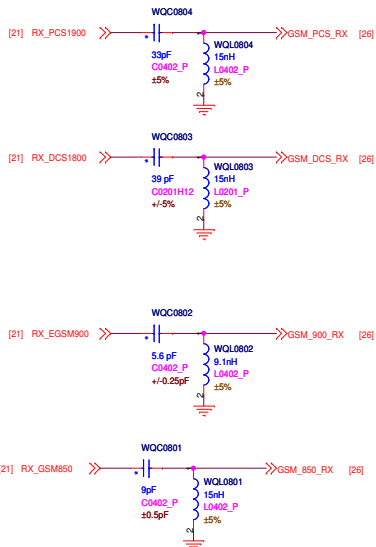 WQC0804
[21] RX_PCS1900 GSM_PCS_RX [26]
33pF
C0402_P
±5%
WQL0804
15nH
L0402_P
±5%
2
WQC0803
[21] RX_DCS1800 GSM_DCS_RX [26]
39 pF
C0201H12
+/-5%
WQL0803
15nH
L0201_P
±5%
2
WQC0802
[21] RX_EGSM900 GSM_900_RX [26]
5.6 pF
C0402_P
+/-0.25pF
WQL0802
9.1nH
L0402_P
±5%
2
WQC0801
21] RX_GSM850 GSM_850_RX [26]
9pF
C0402_P
±0.5pF
WQL0801
15nH
L0402_P
±5%
2